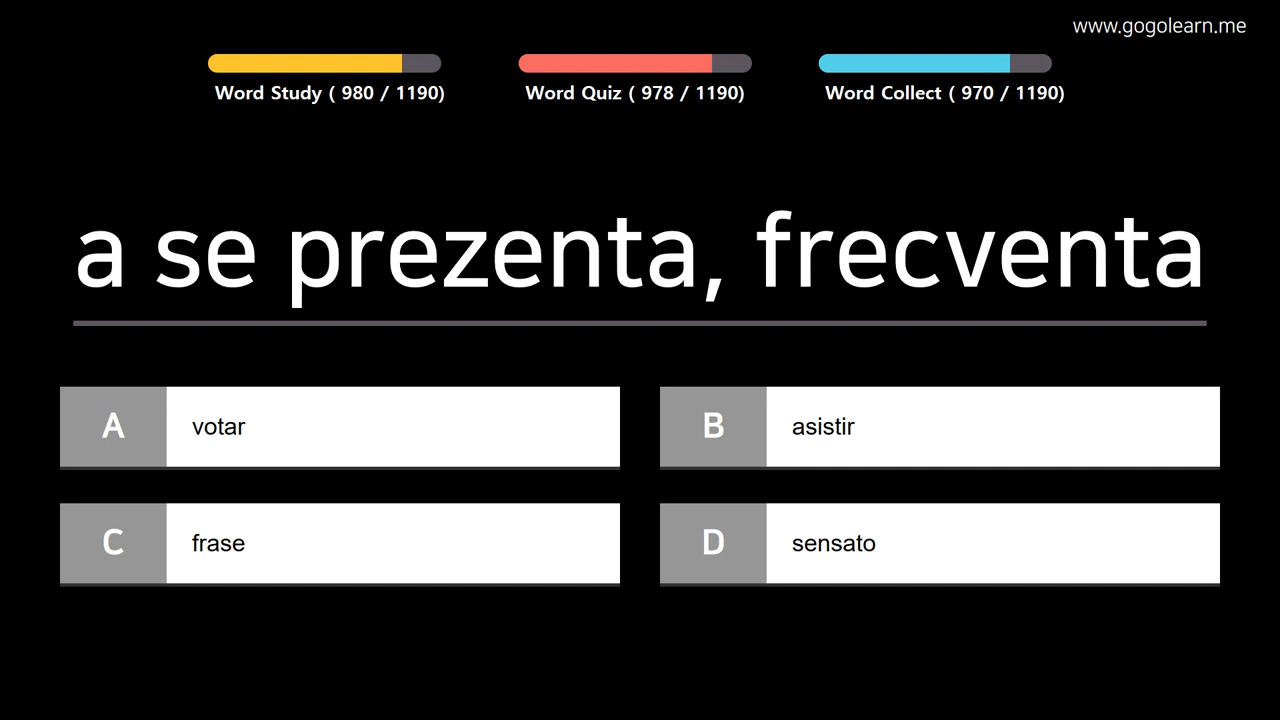 www.gogolearn.me
Word Study ( 980 / 1190)
Word Quiz ( 978 / 1190)
Word Collect ( 970 / 1190)
a se prezenta, frecventa
A votar
B asistir
C frase
D sensato